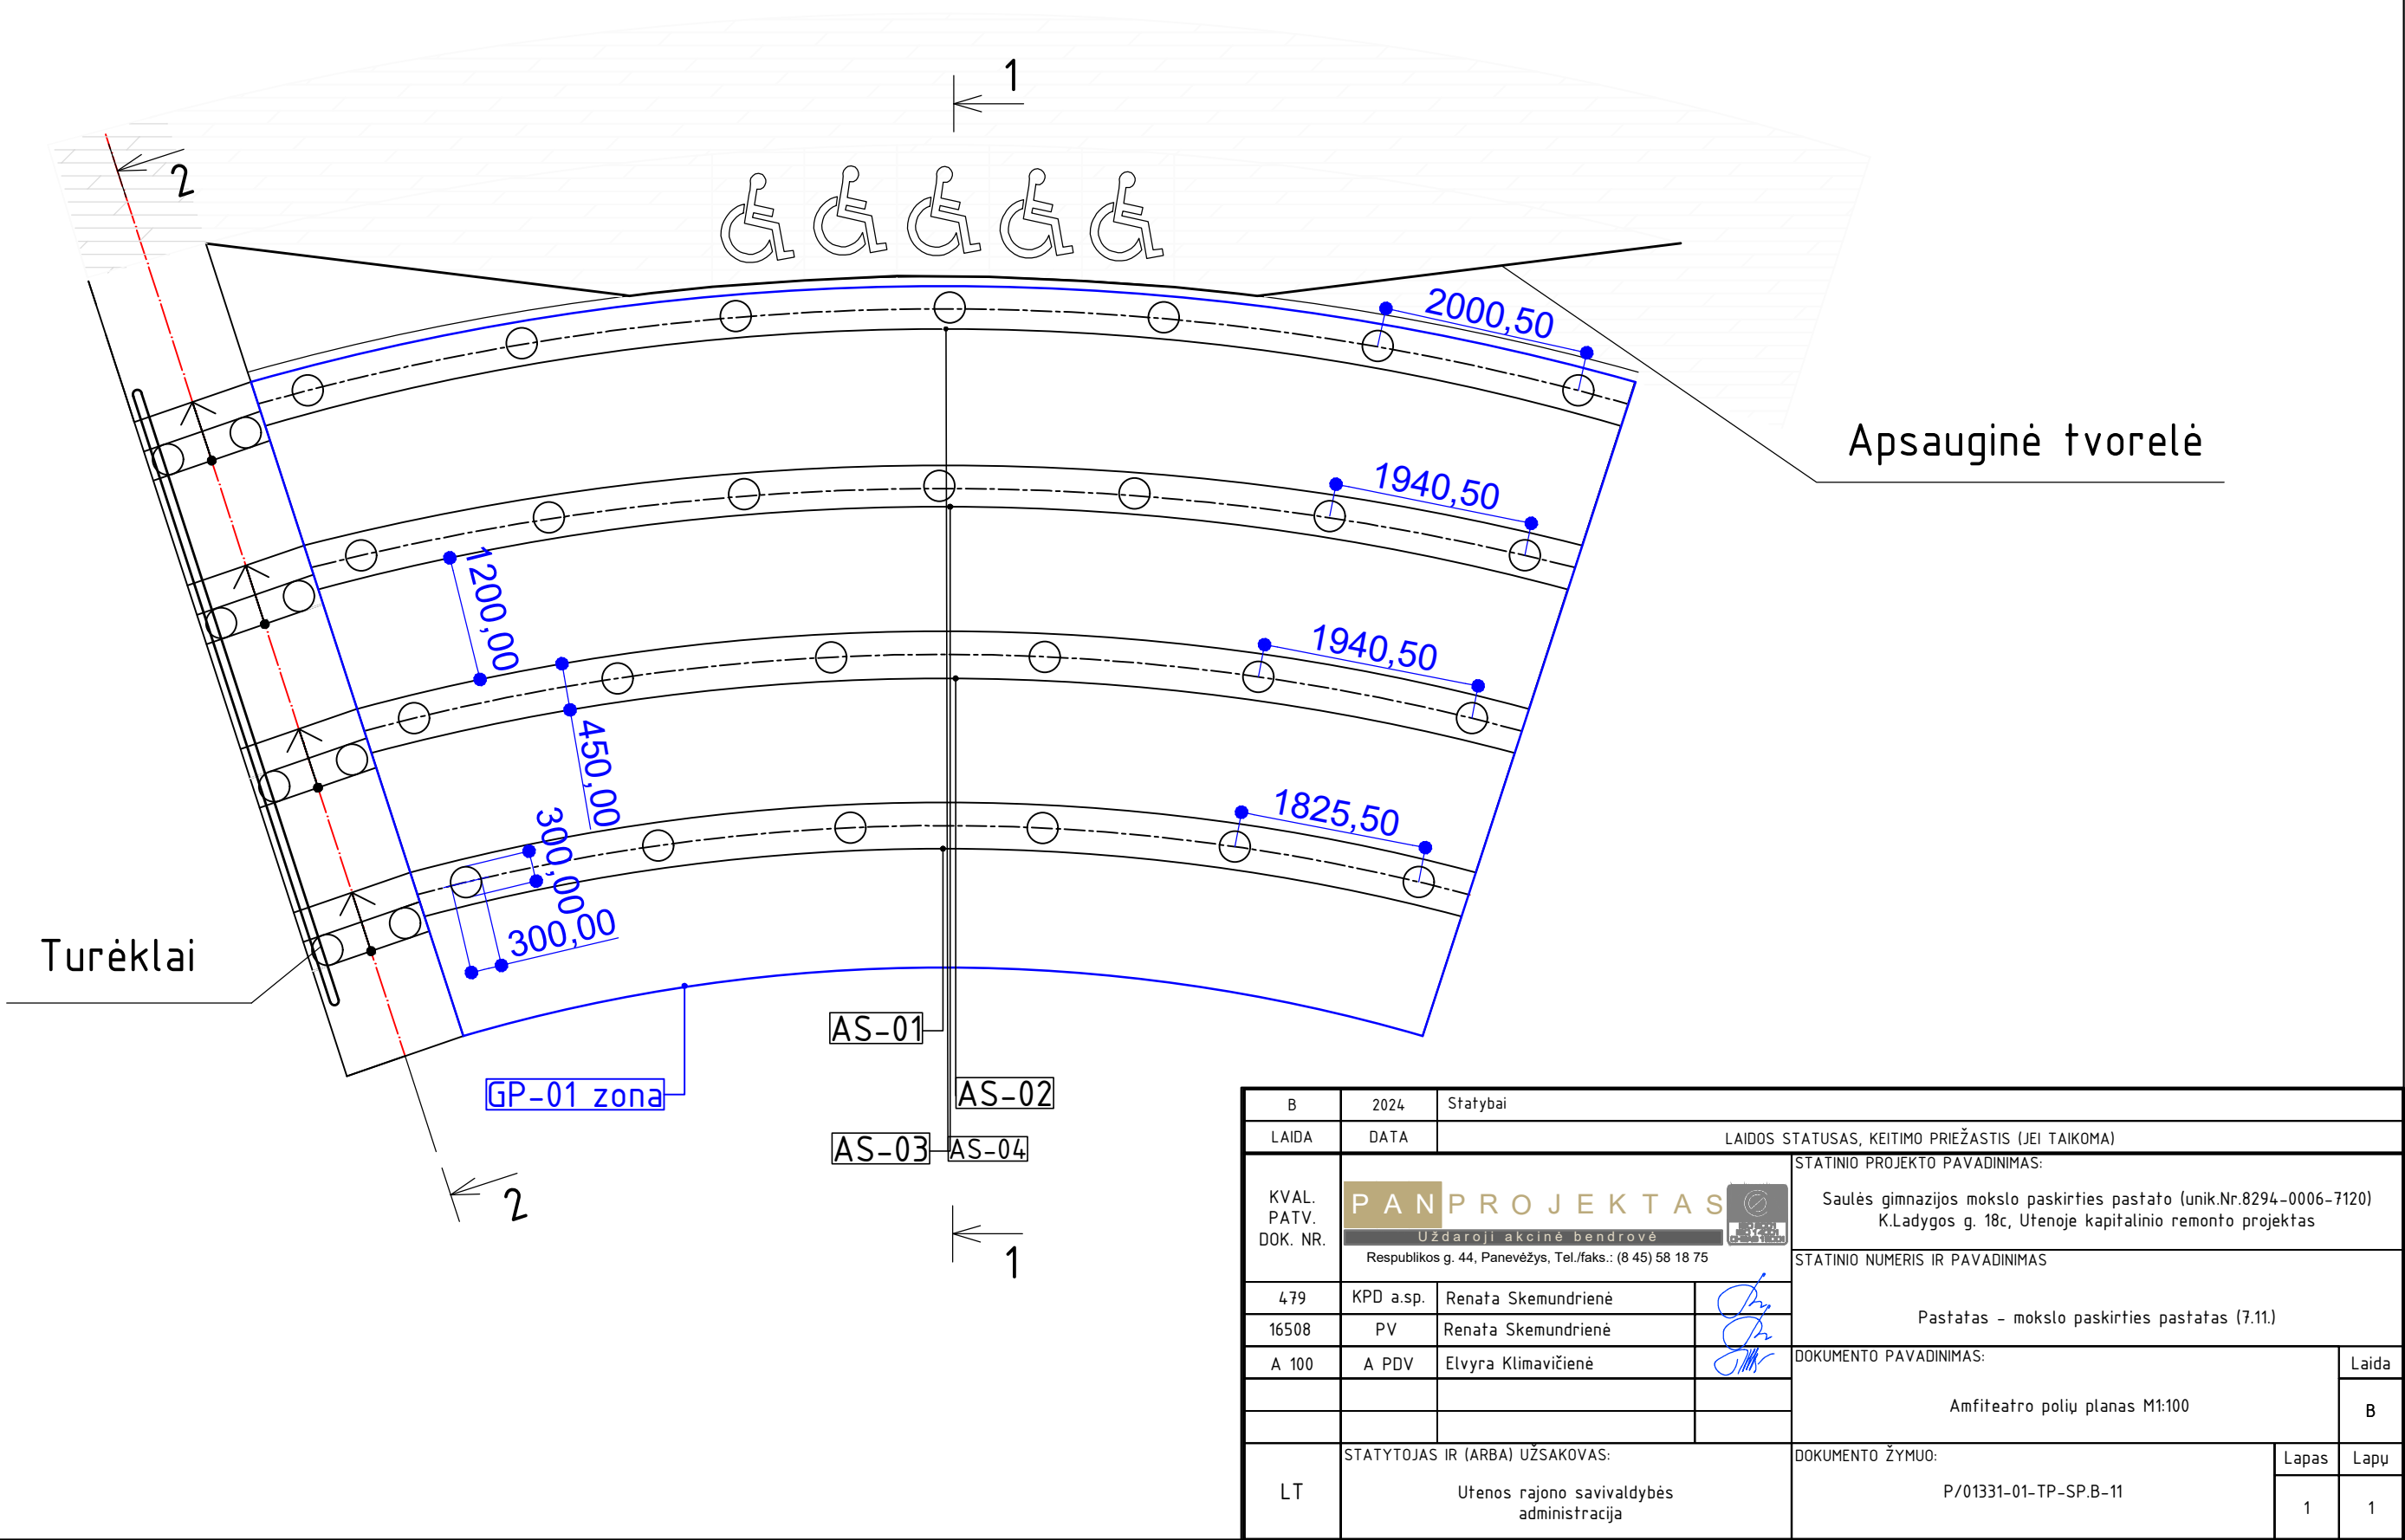 1
2
2000,50
Apsauginė tvorelė
1940,50
1200,00
1940,50
450,00
1825,50
300,00
300,00
Turėklai
AS-01
GP-01 zona
AS-02
AS-03
AS-04
2
1
B 2024 Statybai
LAIDA DATA LAIDOS STATUSAS, KEITIMO PRIEŽASTIS (JEI TAIKOMA)
KVAL.
PATV.
DOK. NR.
PANPROJEKTAS
Uždaroji akcinė bendrovė
Respublikos g. 44, Panevėžys, Tel./faks.: (8 45) 58 18 75
STATINIO PROJEKTO PAVADINIMAS:
Saulės gimnazijos mokslo paskirties pastato (unik.Nr.8294-0006-7120)
K.Ladygos g. 18c, Utenoje kapitalinio remonto projektas
STATINIO NUMERIS IR PAVADINIMAS
Pastatas - mokslo paskirties pastatas (7.11.)
479 KPD a.sp. Renata Skemundrienė
16508 PV Renata Skemundrienė
A 100 A PDV Elvyra Klimavičienė
DOKUMENTO PAVADINIMAS:
Laida
Amfiteatro polių planas M1:100
B
LT
STATYTOJAS IR (ARBA) UŽSAKOVAS:
Utenos rajono savivaldybės
administracija
DOKUMENTO ŽYMUO:
P/01331-01-TP-SP.B-11
Lapas Lapų
1 1